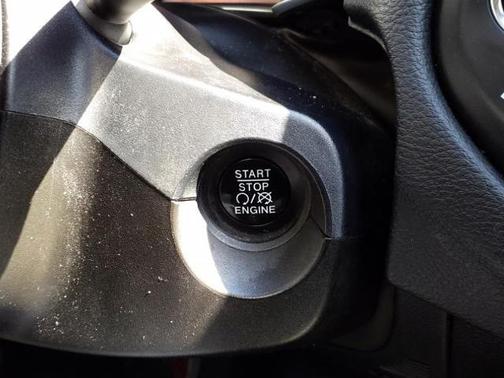 START
STOP
/
ENGINE